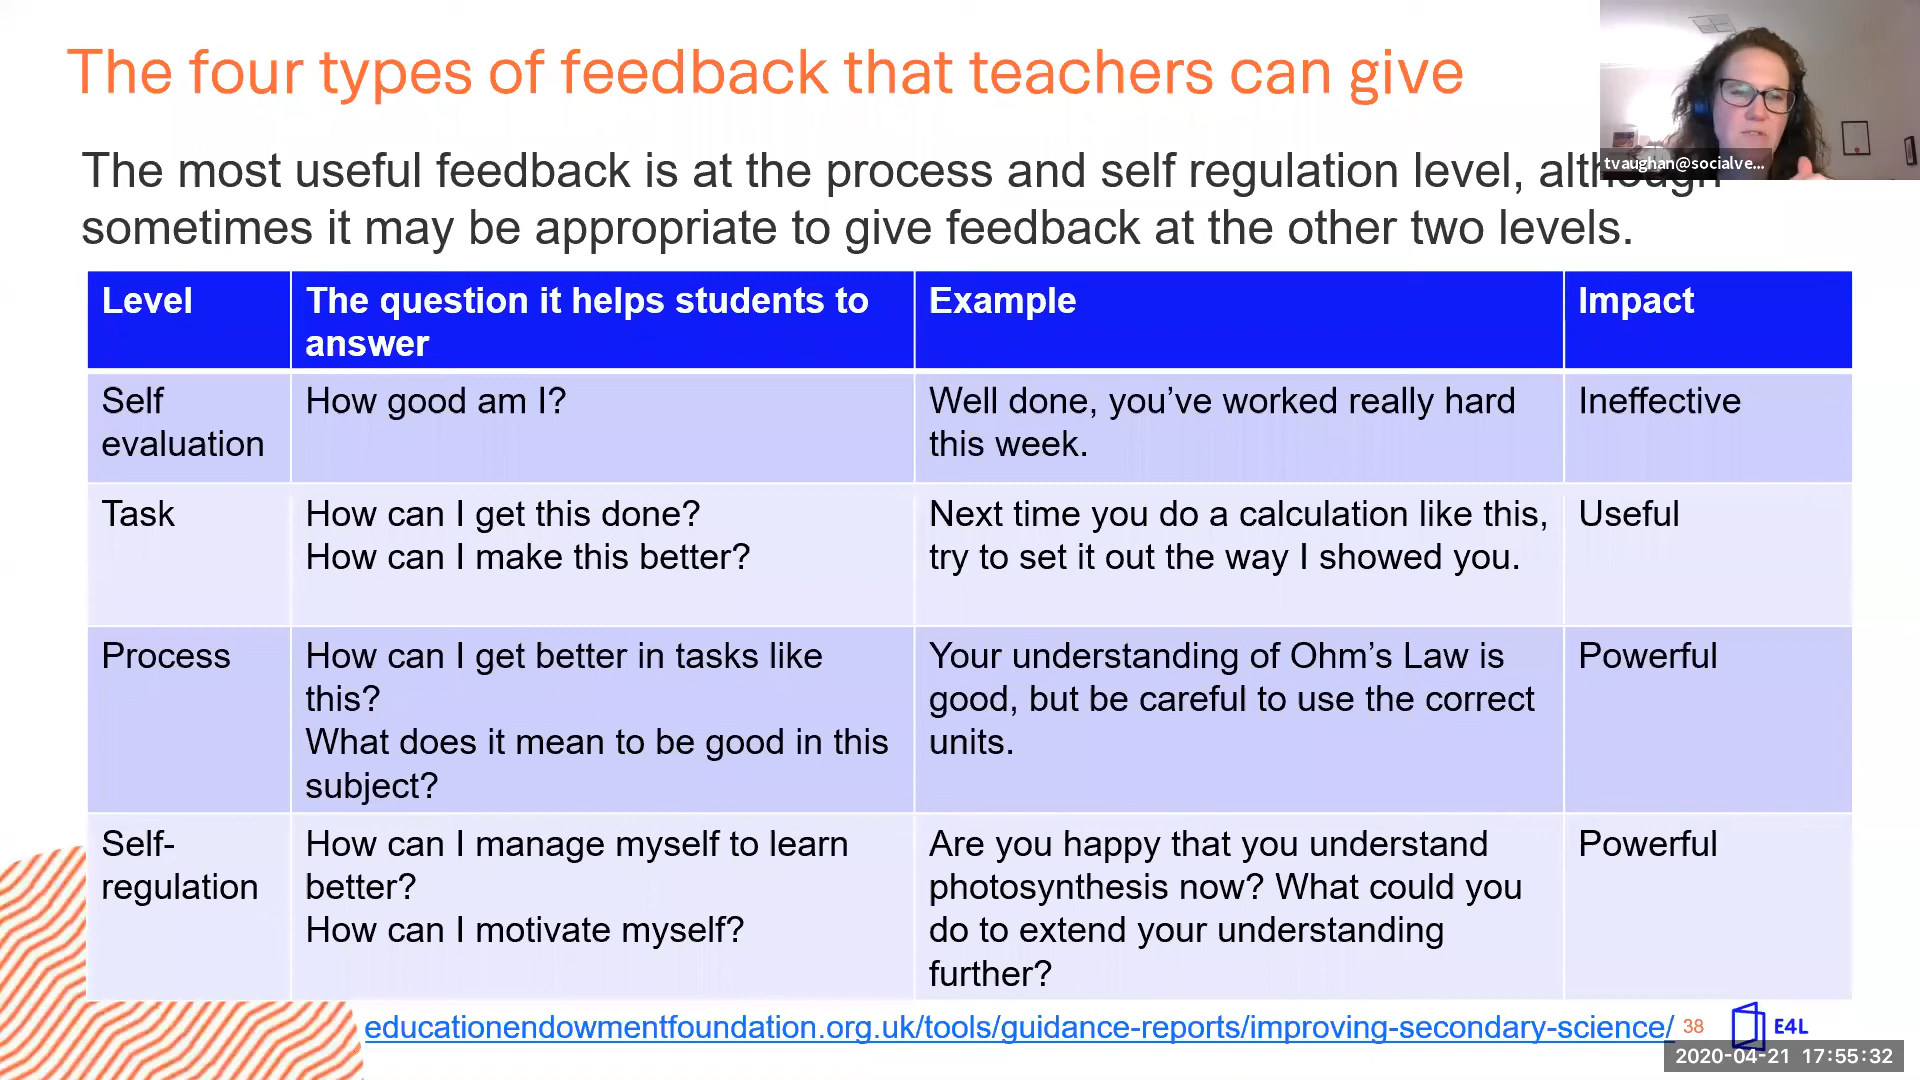 The four types of feedback that teachers can give
tvaughan@socialve...
The most useful feedback is at the process and self regulation level, although
sometimes it may be appropriate to give feedback at the other two levels.
Level
The question it helps students to
answer
Example
Impact
Self
evaluation
How good am I?
Well done, you’ve worked really hard
this week.
Ineffective
Task
How can I get this done?
How can I make this better?
Next time you do a calculation like this,
try to set it out the way I showed you.
Useful
Process
How can I get better in tasks like
this?
What does it mean to be good in this
subject?
Your understanding of Ohm’s Law is
good, but be careful to use the correct
units.
Powerful
Self-
regulation
How can I manage myself to learn
better?
How can I motivate myself?
Are you happy that you understand
photosynthesis now? What could you
do to extend your understanding
further?
Powerful
educationendowmentfoundation.org.uk/tools/guidance-reports/improving-secondary-science/
38
E4L
2020-04-21 17:55:32